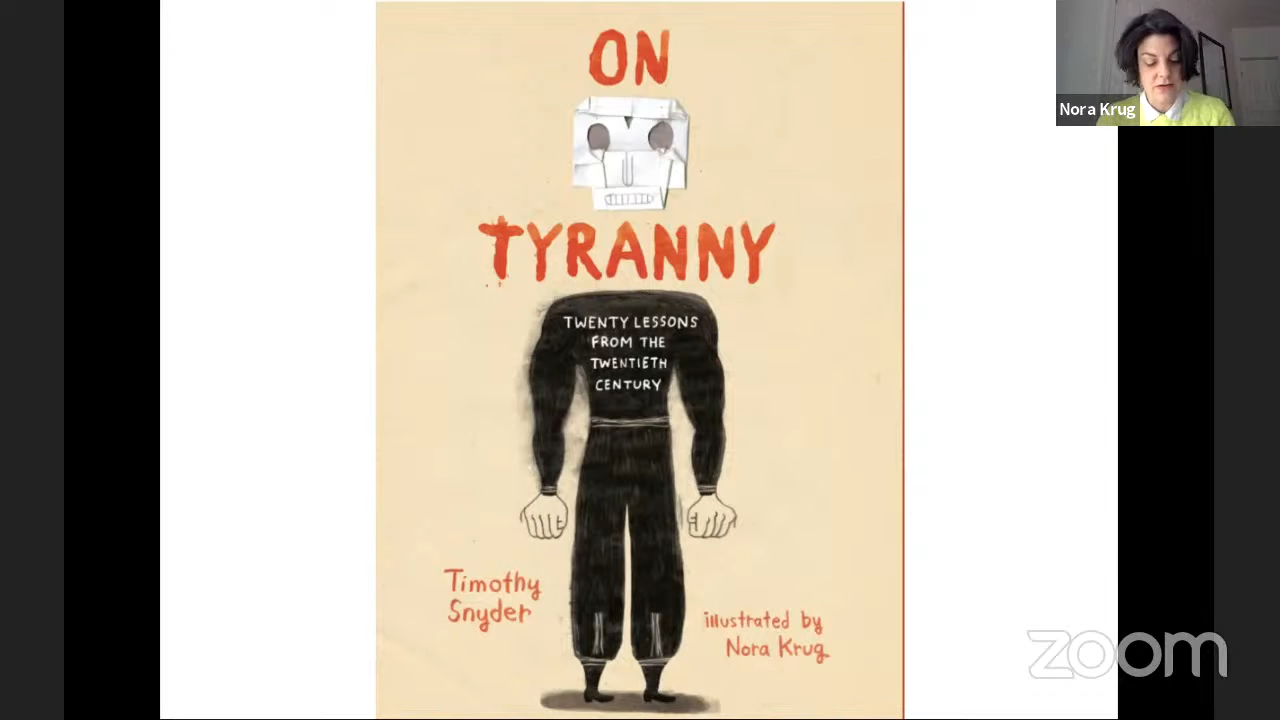 ON
TYRANNY
TWENTY LESSONS
FROM THE
TWENTIETH
CENTURY
Timothy
Snyder
illustrated by
Nora Krug
Nora Krug
zoom